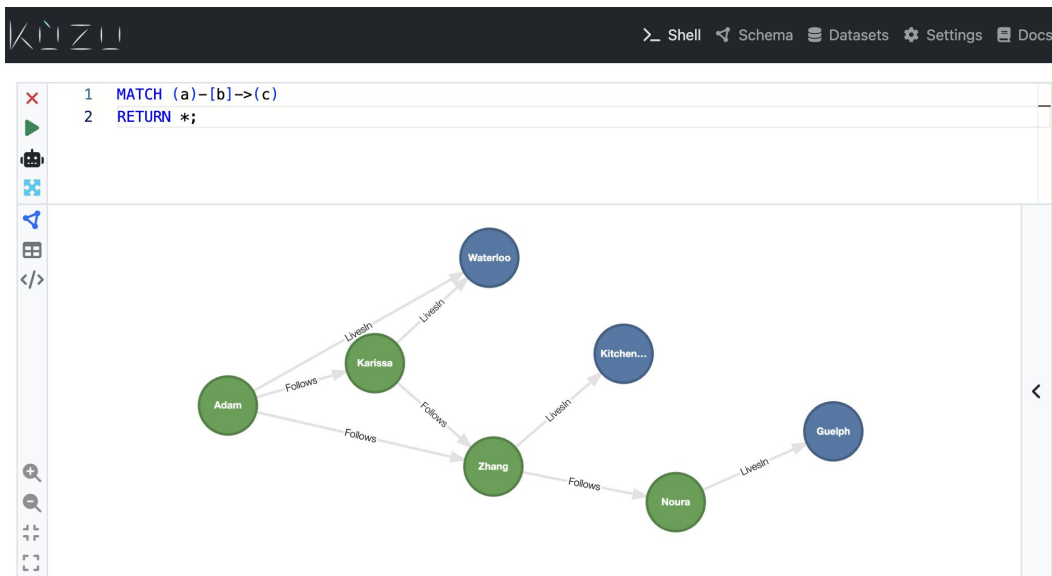 KÙZU
>_ Shell Schema Datasets Settings Docs
1 MATCH (a)-[b]->(c)
2 RETURN *;
</>
Waterloo
LivesIn
LivesIn
Karissa
Kitchen...
Follows
Adam
Follows
LivesIn
Follows
Guelph
Zhang
LivesIn
Follows
Noura